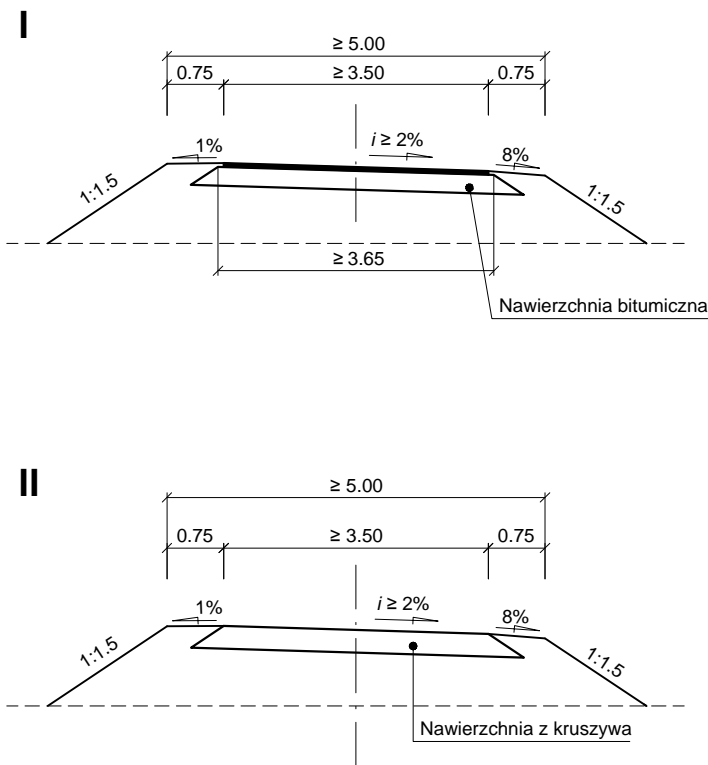 I
≥ 5.00
0.75 ≥ 3.50 0.75
1% i ≥ 2% 8%
1:1.5 1:1.5
≥ 3.65
Nawierzchnia bitumiczna
II
≥ 5.00
0.75 ≥ 3.50 0.75
1% i ≥ 2% 8%
1:1.5 1:1.5
Nawierzchnia z kruszywa